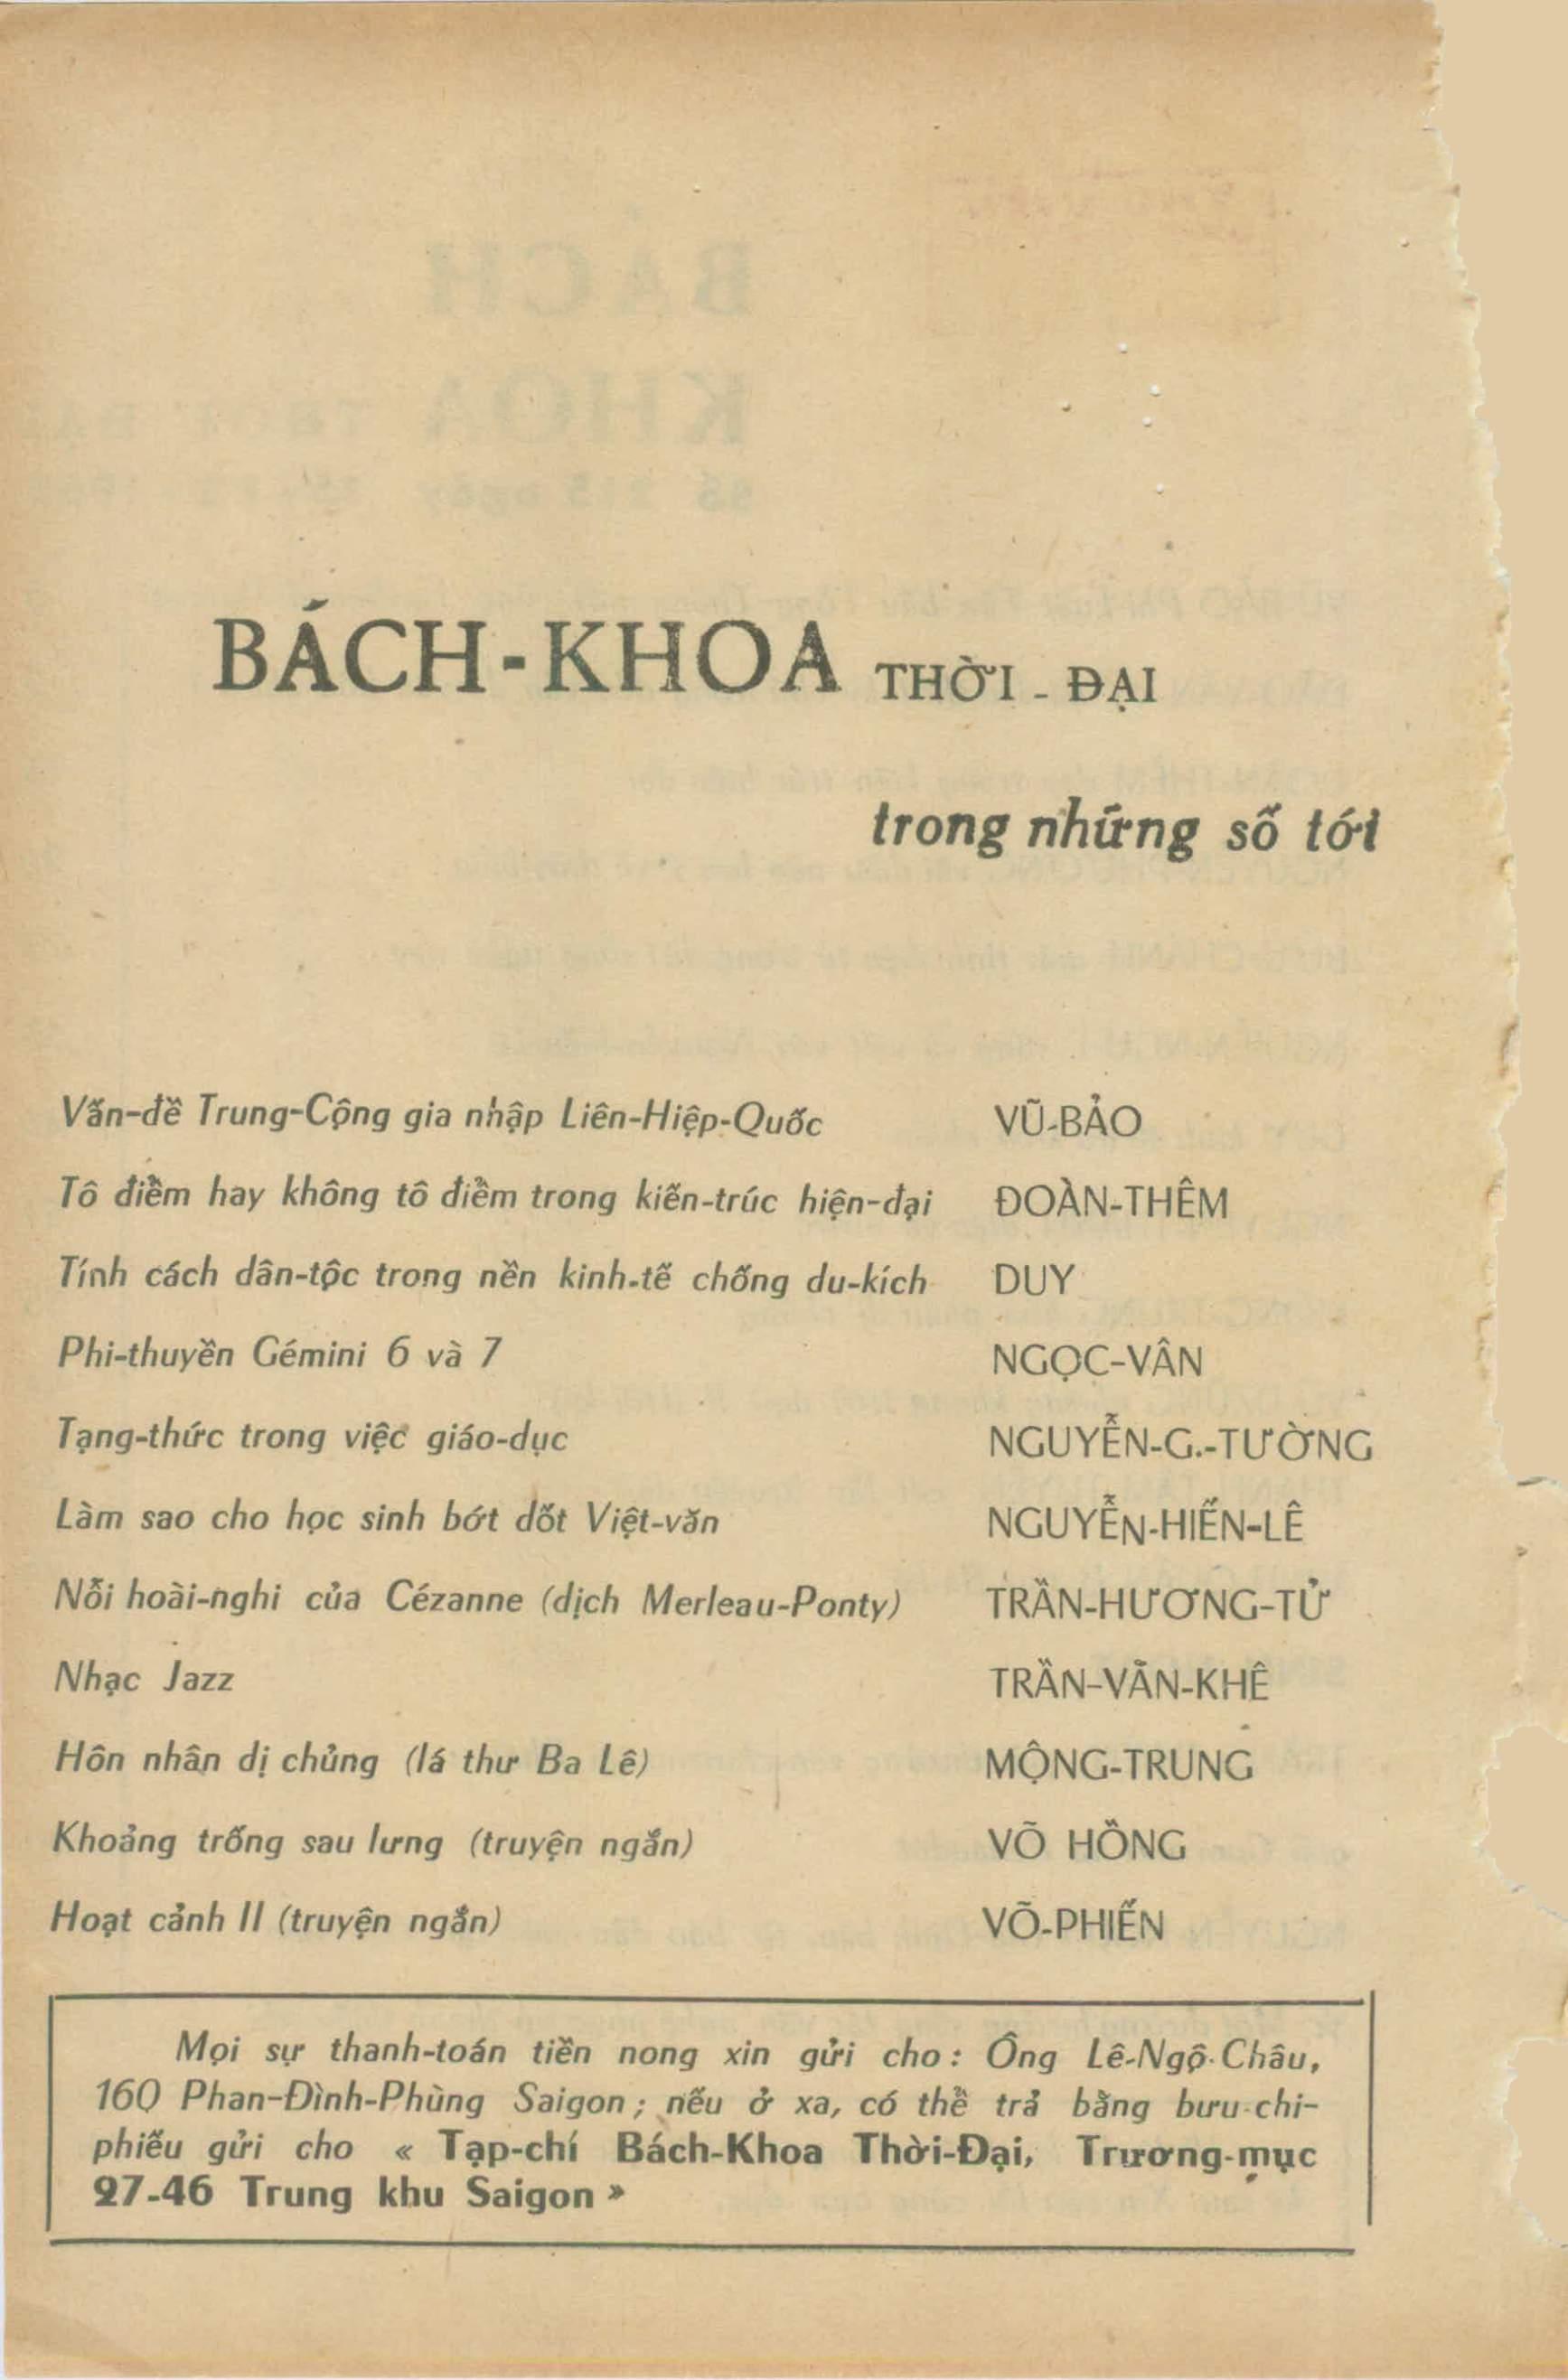 BÁCH-KHOA THỜI - ĐẠI
trong những số tới
Vấn-đề Trung-Cộng gia nhập Liên-Hiệp-Quốc VŨ-BẢO
Tô điểm hay không tô điểm trong kiến-trúc hiện-đại ĐOÀN-THÊM
Tính cách dân-tộc trong nền kinh-tế chống du-kích DUY
Phi-thuyền Gémini 6 và 7 NGỌC-VÂN
Tạng-thức trong việc giáo-dục NGUYỄN-G.-TƯỜNG
Làm sao cho học sinh bớt dốt Việt-văn NGUYỄN-HIẾN-LÊ
Nỗi hoài-nghi của Cézanne (dịch Merleau-Ponty) TRẦN-HƯƠNG-TỬ
Nhạc Jazz TRẦN-VĂN-KHÊ
Hôn nhân dị chủng (lá thư Ba Lê) MỘNG-TRUNG
Khoảng trống sau lưng (truyện ngắn) VÕ HỒNG
Hoạt cảnh II (truyện ngắn) VÕ-PHIẾN
Mọi sự thanh-toán tiền nong xin gửi cho : Ông Lê-Ngộ-Châu,
160 Phan-Đình-Phùng Saigon ; nếu ở xa, có thể trả bằng bưu-chi-
phiếu gửi cho « Tạp-chí Bách-Khoa Thời-Đại, Trương-mục
27-46 Trung khu Saigon »